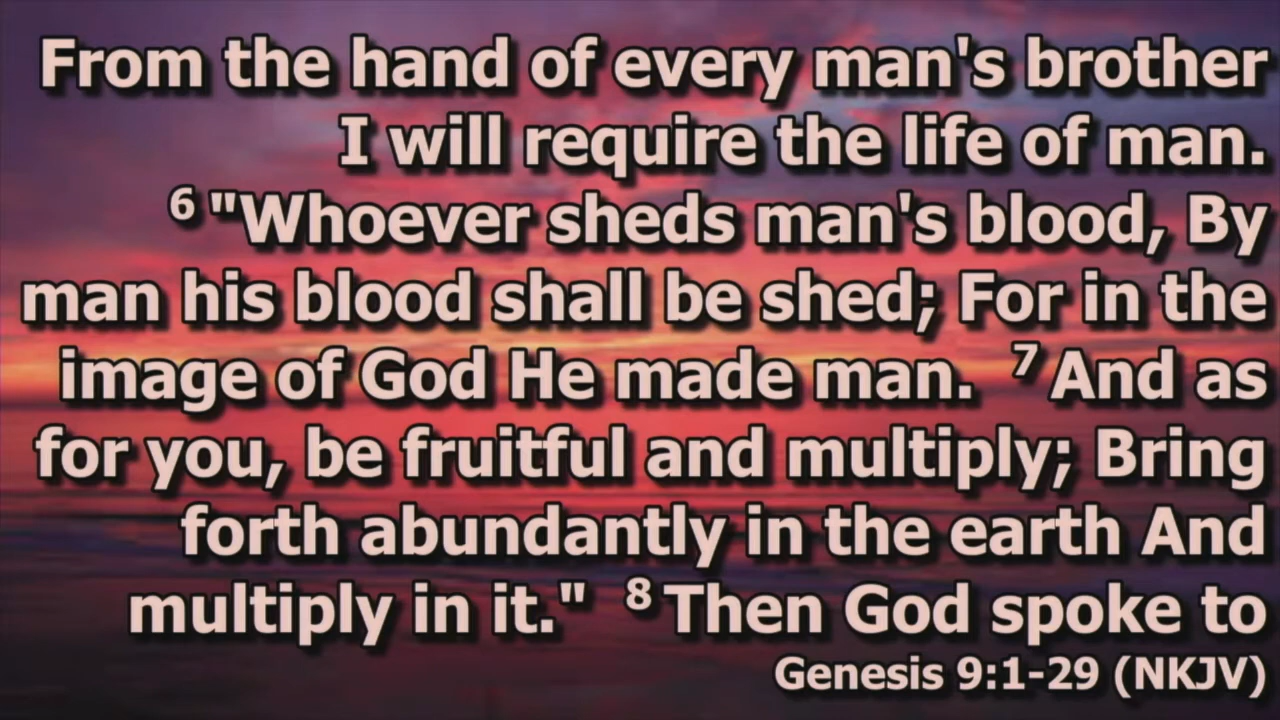 From the hand of every man's brother
I will require the life of man.
6 "Whoever sheds man's blood, By
man his blood shall be shed; For in the
image of God He made man. 7 And as
for you, be fruitful and multiply; Bring
forth abundantly in the earth And
multiply in it." 8 Then God spoke to
Genesis 9:1-29 (NKJV)